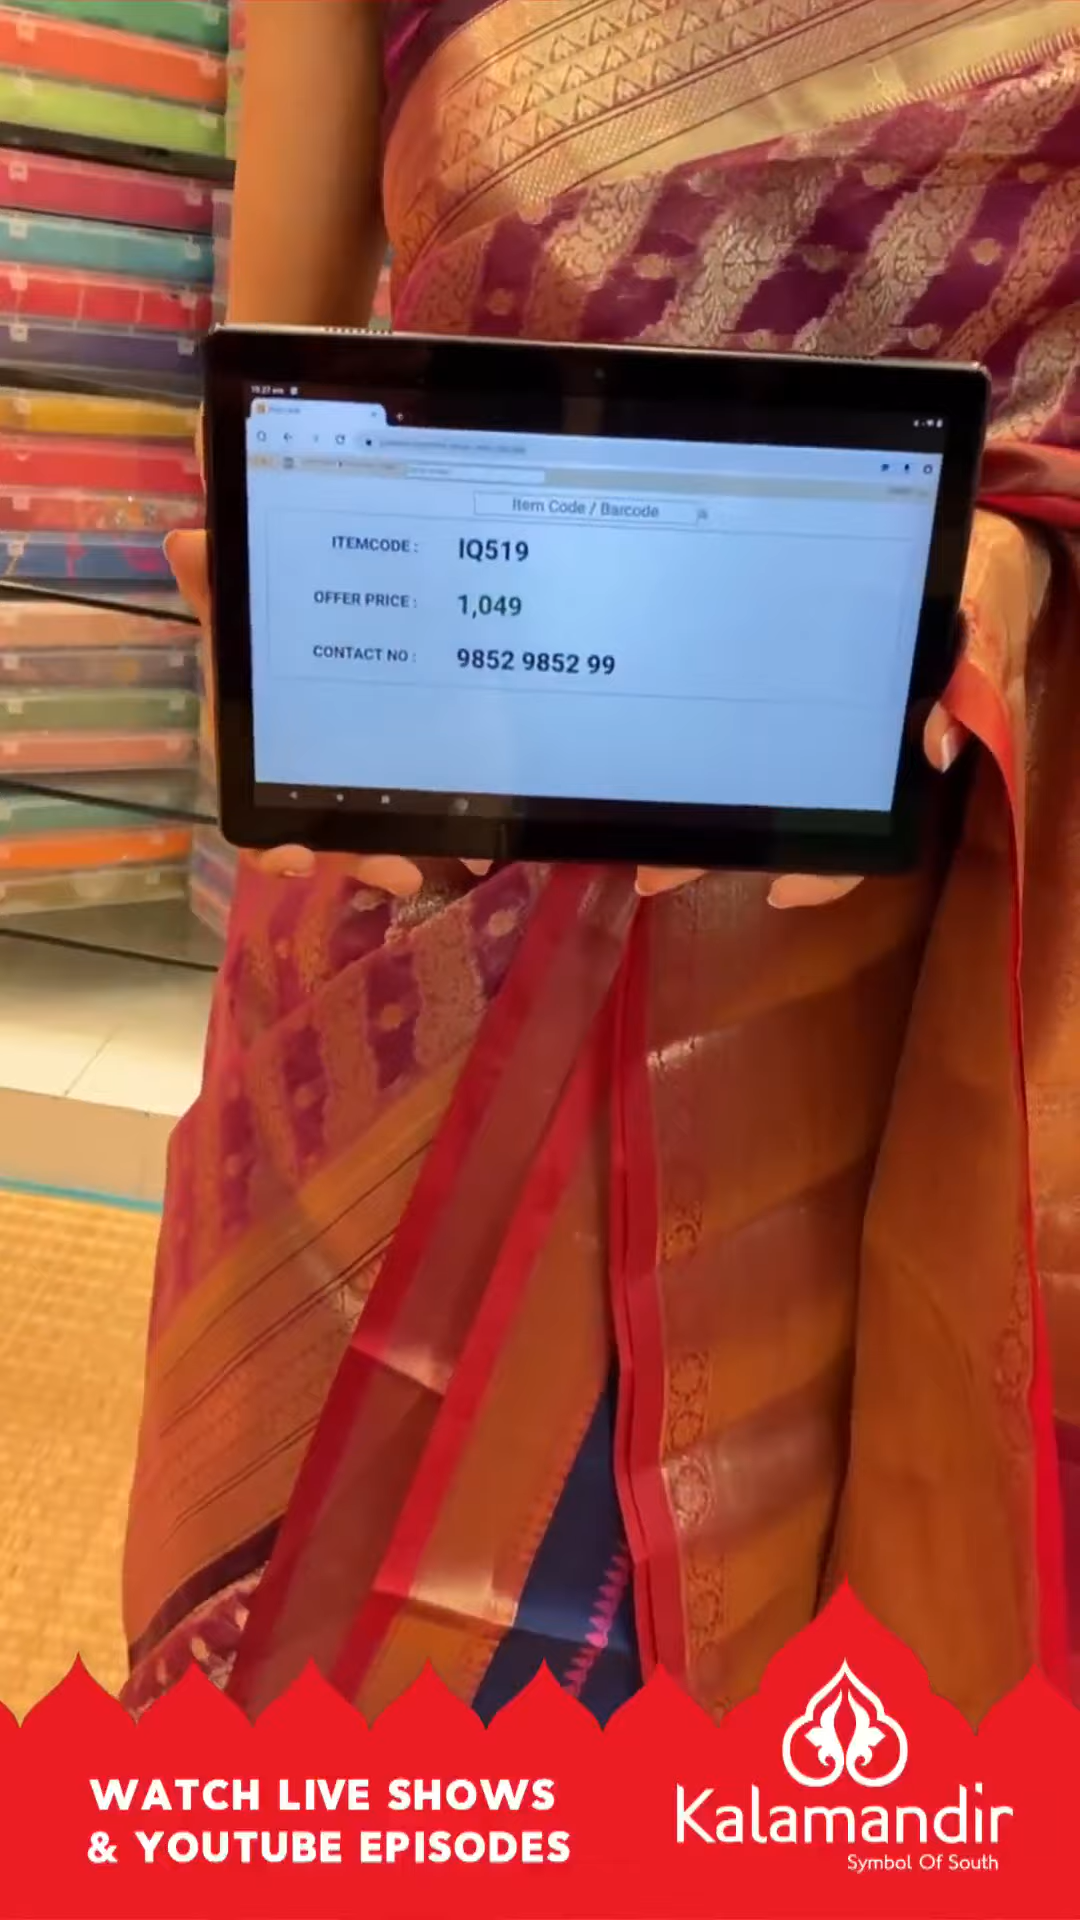 Item Code / Barcode
ITEMCODE : IQ519
OFFER PRICE : 1,049
CONTACT NO : 9852 9852 99
WATCH LIVE SHOWS
& YOUTUBE EPISODES
Kalamandir
Symbol Of South